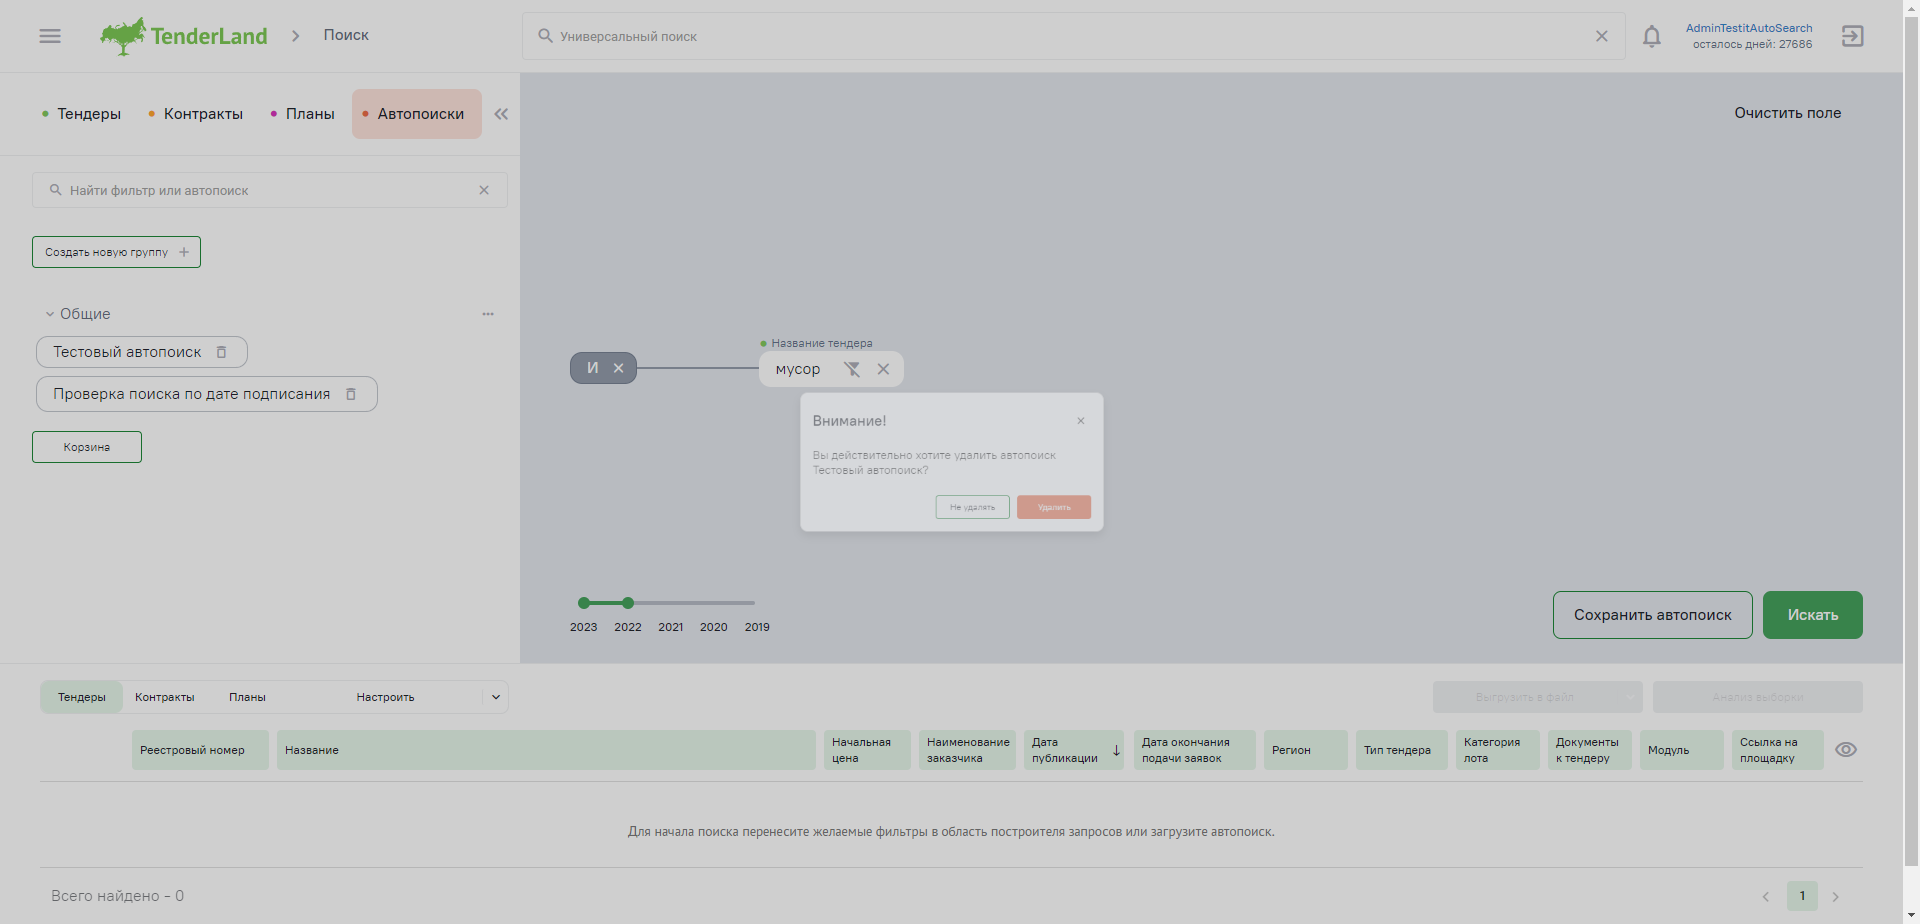 TenderLand
Поиск
Универсальный поиск
AdminTestitAutoSearch
осталось дней: 27686
Тендеры
Контракты
Планы
Автопоиски
Очистить поле
Найти фильтр или автопоиск
Создать новую группу
Общие
Тестовый автопоиск
Проверка поиска по дате подписания
Корзина
Название тендера
И
мусор
Внимание!
Вы действительно хотите удалить автопоиск
Тестовый автопоиск?
Не удалять
Удалить
2023 2022 2021 2020 2019
Сохранить автопоиск
Искать
Тендеры
Контракты
Планы
Настроить
Выгрузить в файл
Анализ выборки
Реестровый номер
Название
Начальная
цена
Наименование
заказчика
Дата
публикации
Дата окончания
подачи заявок
Регион
Тип тендера
Категория
лота
Документы
к тендеру
Модуль
Ссылка на
площадку
Для начала поиска перенесите желаемые фильтры в область построителя запросов или загрузите автопоиск.
Всего найдено - 0
1